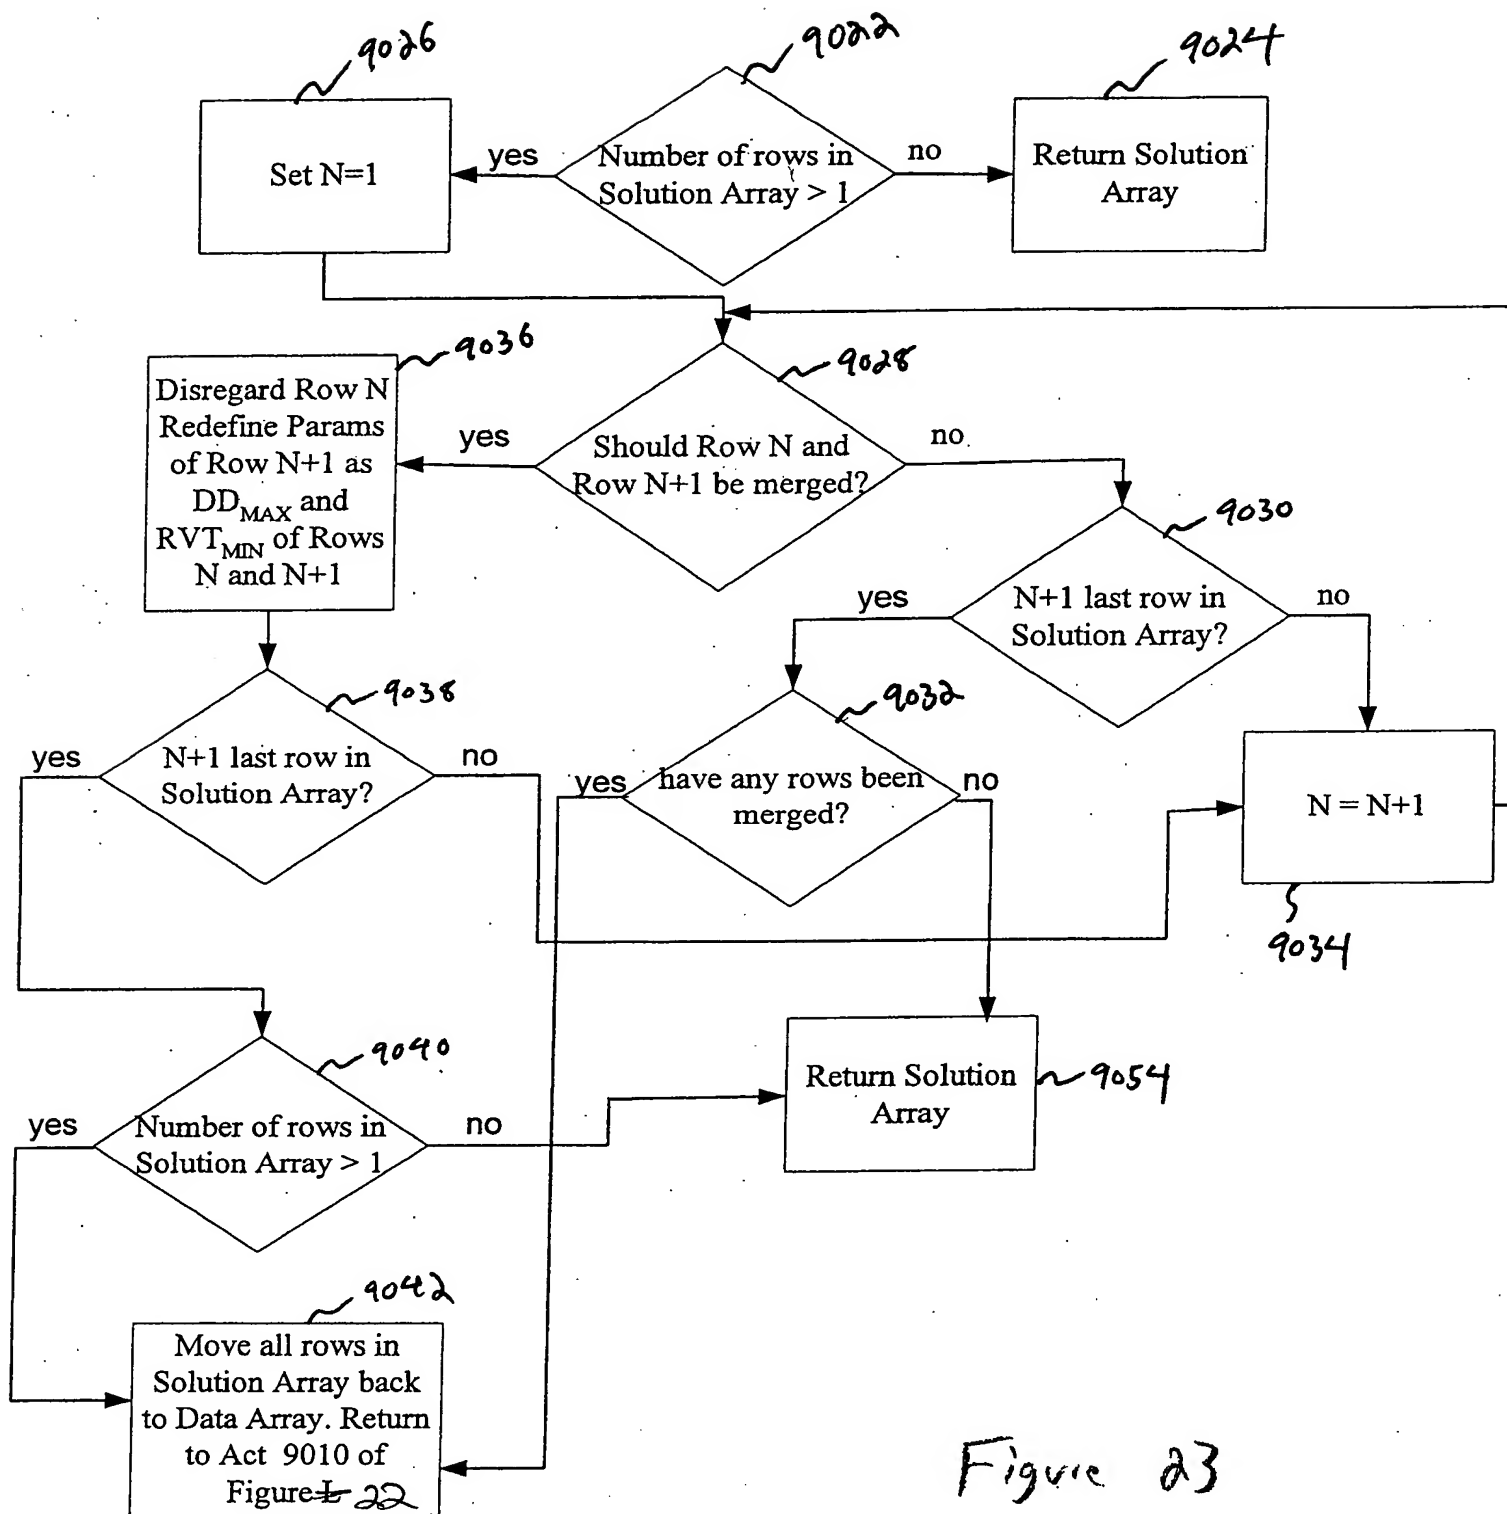 9026
9022
9024
Set N=1
yes
Number of rows in
Solution Array > 1
no
Return Solution
Array
9036
Disregard Row N
Redefine Params
of Row N+1 as
DDMAX and
RVTMIN of Rows
N and N+1
yes
9028
Should Row N and
Row N+1 be merged?
no
9030
N+1 last row in
Solution Array?
yes
no
9038
N+1 last row in
Solution Array?
yes
no
9032
have any rows been
merged?
yes
no
N = N+1
9034
9040
Number of rows in
Solution Array > 1
yes
no
Return Solution
Array
9054
9042
Move all rows in
Solution Array back
to Data Array. Return
to Act 9010 of
Figure L 22
Figure 23